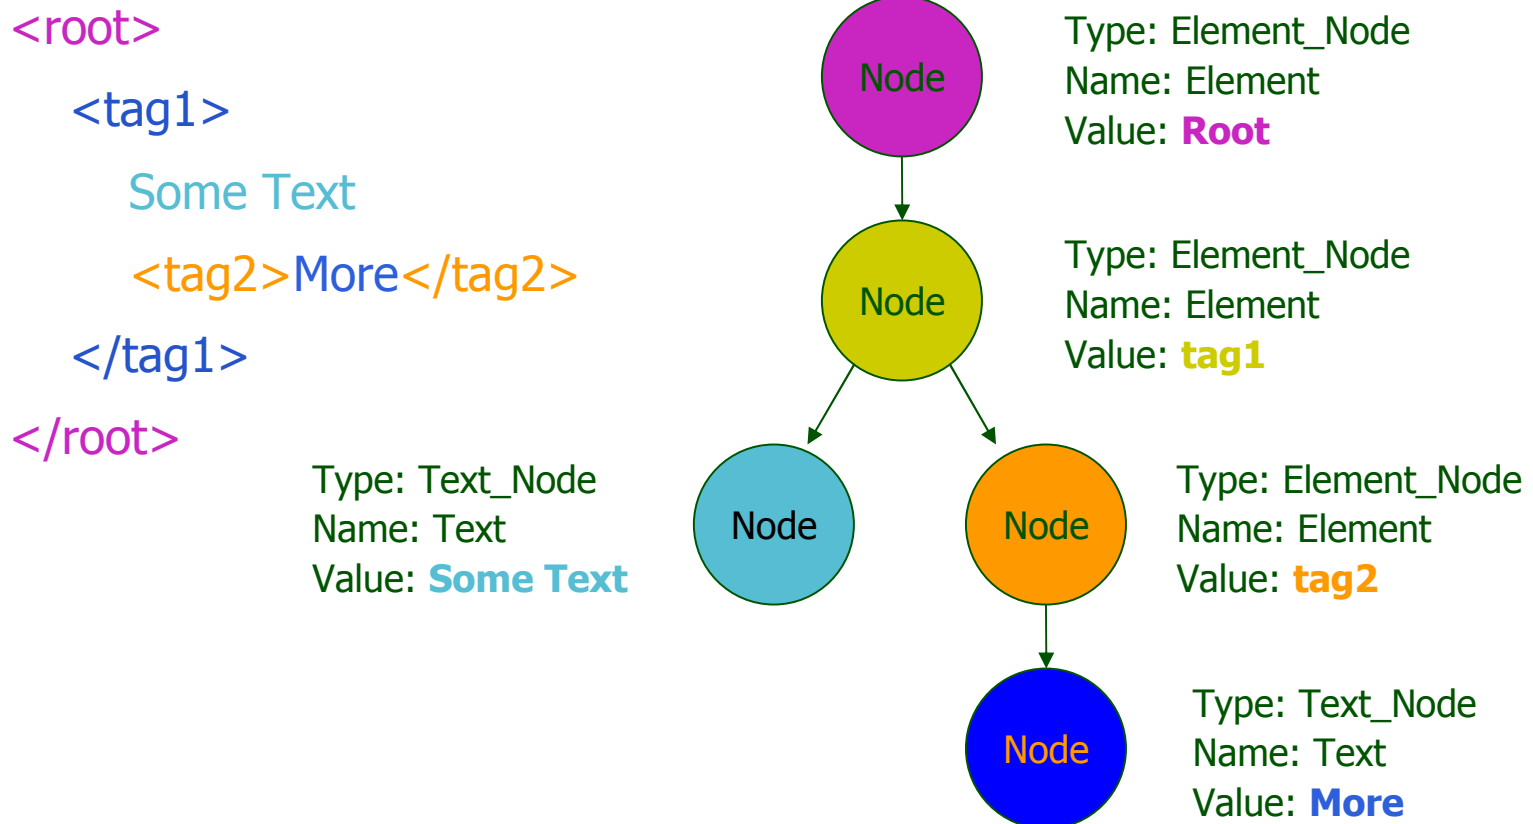 <root>
<tag1>
Some Text
<tag2>More</tag2>
</tag1>
</root>
Node
Type: Element_Node
Name: Element
Value: Root
Node
Type: Element_Node
Name: Element
Value: tag1
Type: Text_Node
Name: Text
Value: Some Text
Node
Node
Type: Element_Node
Name: Element
Value: tag2
Node
Type: Text_Node
Name: Text
Value: More